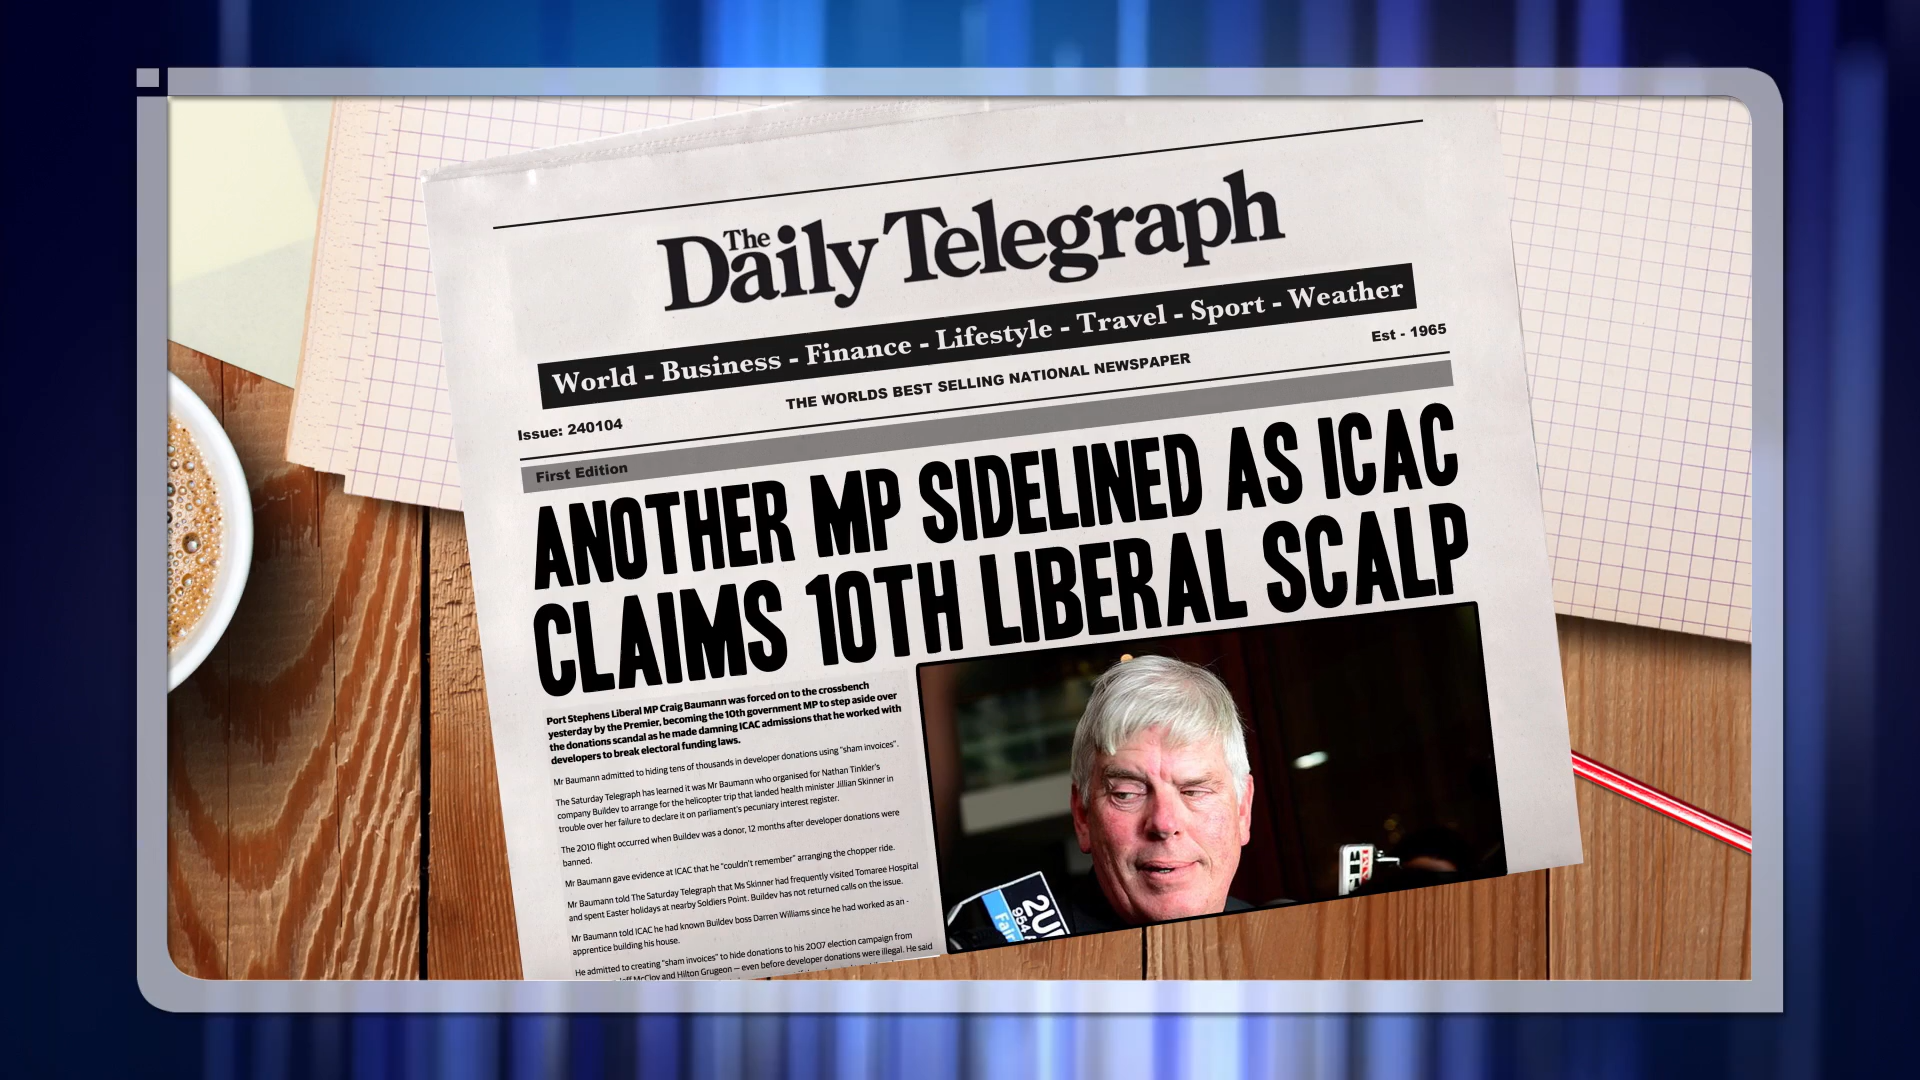 The Daily Telegraph
World - Business - Finance - Lifestyle - Travel - Sport - Weather
THE WORLDS BEST SELLING NATIONAL NEWSPAPER
Est - 1965
Issue: 240104
First Edition
ANOTHER MP SIDELINED AS ICAC
CLAIMS 10TH LIBERAL SCALP
Port Stephens Liberal MP Craig Baumann was forced on to the crossbench
yesterday by the Premier, becoming the 10th government MP to step aside over
the donations scandal as he made damning ICAC admissions that he worked with
developers to break electoral funding laws.
Mr Baumann admitted to hiding tens of thousands in developer donations using "sham invoices".
The Saturday Telegraph has learned it was Mr Baumann who organised for Nathan Tinkler's
company Buildev to arrange for the helicopter trip that landed health minister Jillian Skinner in
trouble over her failure to declare it on parliament's pecuniary interest register.
The 2010 flight occurred when Buildev was a donor, 12 months after developer donations were
banned.
Mr Baumann gave evidence at ICAC that he "couldn't remember" arranging the chopper ride.
Mr Baumann told The Saturday Telegraph that Ms Skinner had frequently visited Tomaree Hospital
and spent Easter holidays at nearby Soldiers Point. Buildev has not returned calls on the issue.
Mr Baumann told ICAC he had known Buildev boss Darren Williams since he had worked as an -
apprentice building his house.
He admitted to creating "sham invoices" to hide donations to his 2007 election campaign from
McCloy and Hilton Grugeon – even before developer donations were illegal. He said
2U
954
Fair